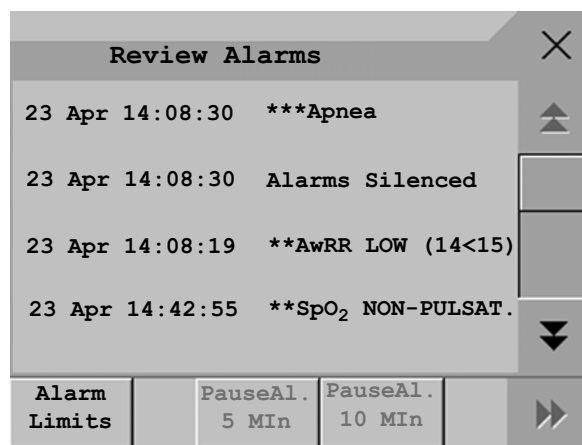 Review Alarms
23 Apr 14:08:30 ***Apnea
23 Apr 14:08:30 Alarms Silenced
23 Apr 14:08:19 **AwRR LOW (14<15)
23 Apr 14:42:55 **SpO₂ NON-PULSAT.
Alarm Limits
PauseAl. 5 MIn
PauseAl. 10 MIn